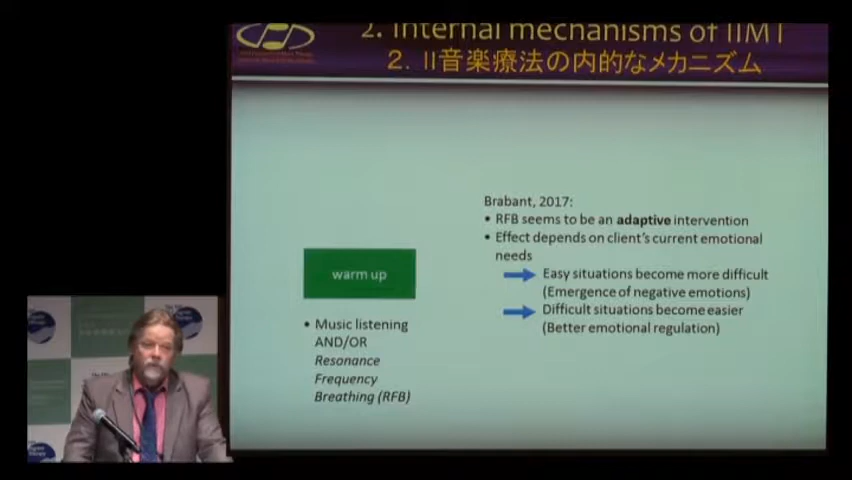 2. Internal mechanisms of IIMT
２．II音楽療法の内的なメカニズム
Brabant, 2017:
• RFB seems to be an adaptive intervention
• Effect depends on client's current emotional
needs
Easy situations become more difficult
(Emergence of negative emotions)
Difficult situations become easier
(Better emotional regulation)
warm up
• Music listening
AND/OR
Resonance
Frequency
Breathing (RFB)